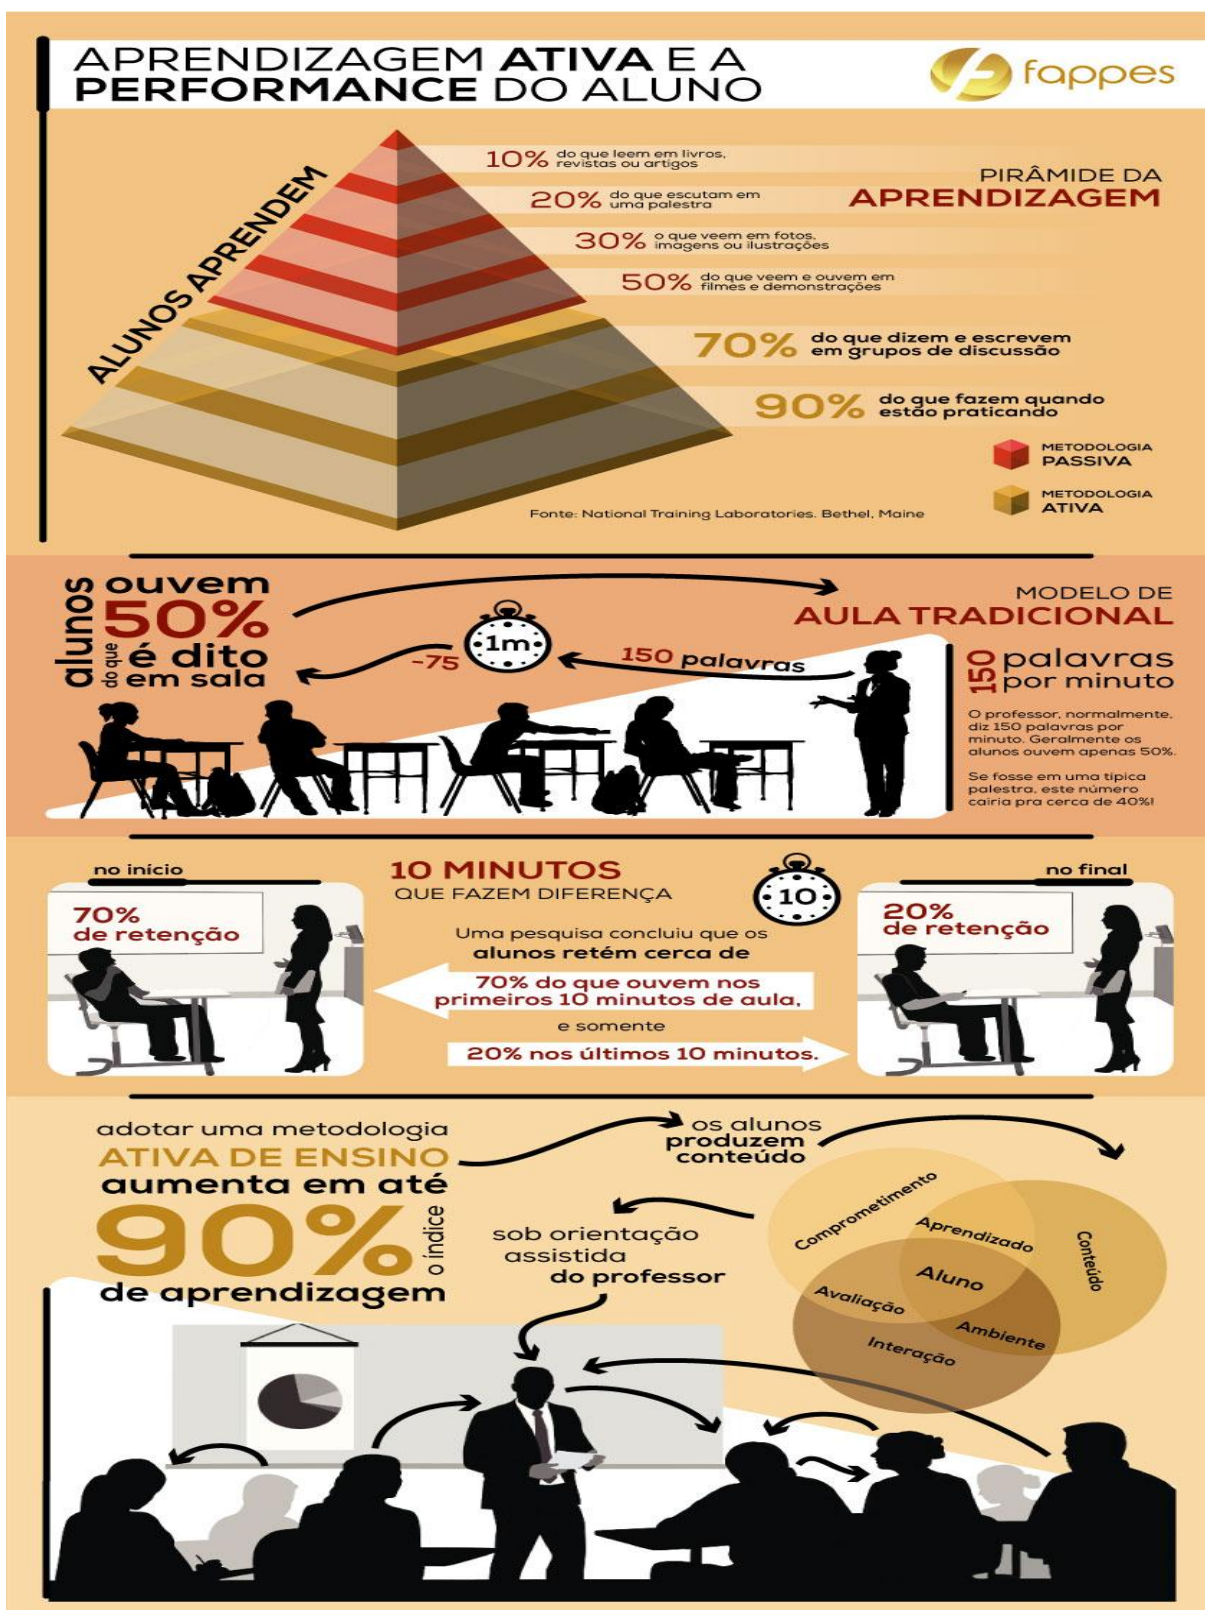 APRENDIZAGEM ATIVA E A
PERFORMANCE DO ALUNO
fappes
ALUNOS APRENDEM
PIRÂMIDE DA
APRENDIZAGEM
10% do que leem em livros,
revistas ou artigos
20% do que escutam em
uma palestra
30% o que veem em fotos,
imagens ou ilustrações
50% do que veem e ouvem em
filmes e demonstrações
70% do que dizem e escrevem
em grupos de discussão
90% do que fazem quando
estão praticando
METODOLOGIA
PASSIVA
METODOLOGIA
ATIVA
Fonte: National Training Laboratories. Bethel, Maine
alunos
do que
ouvem
50%
é dito
em sala
-75
1m
150 palavras
MODELO DE
AULA TRADICIONAL
150 palavras
por minuto
O professor, normalmente,
diz 150 palavras por
minuto. Geralmente os
alunos ouvem apenas 50%.
Se fosse em uma típica
palestra, este número
cairia pra cerca de 40%!
no início
70%
de retenção
10 MINUTOS
QUE FAZEM DIFERENÇA
10
Uma pesquisa concluiu que os
alunos retém cerca de
70% do que ouvem nos
primeiros 10 minutos de aula,
e somente
20% nos últimos 10 minutos.
no final
20%
de retenção
adotar uma metodologia
ATIVA DE ENSINO
aumenta em até
90%
o índice
de aprendizagem
os alunos
produzem
conteúdo
sob orientação
assistida
do professor
Comprometimento
Aprendizado
Conteúdo
Aluno
Avaliação
Ambiente
Interação